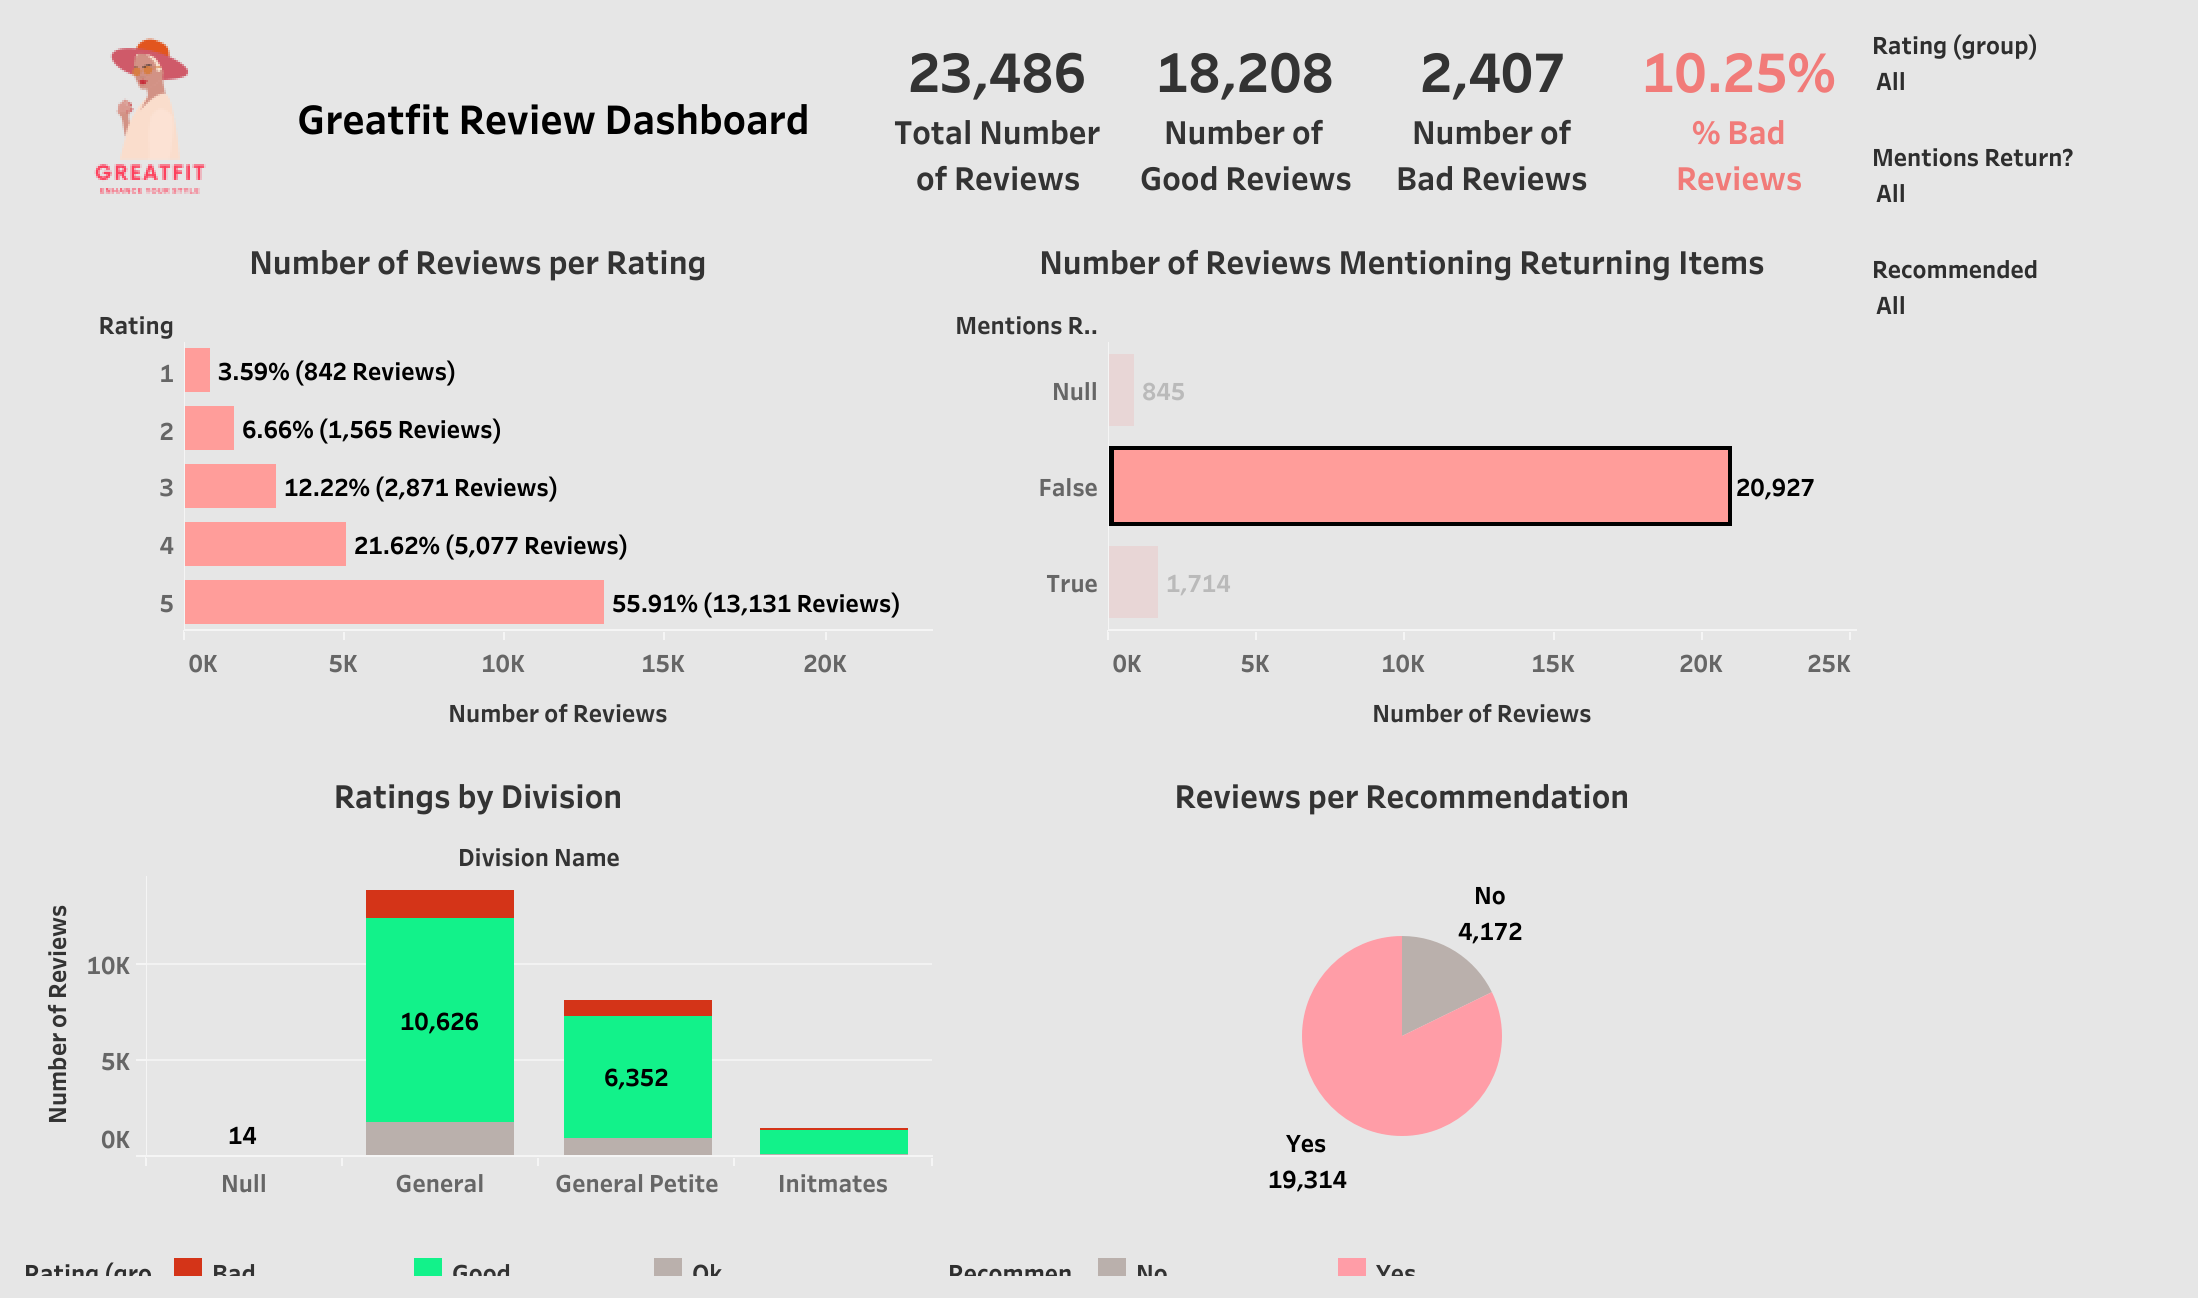 GREATFIT
ENHANCE YOUR STYLE
Greatfit Review Dashboard
23,486
Total Number
of Reviews
18,208
Number of
Good Reviews
2,407
Number of
Bad Reviews
10.25%
% Bad
Reviews
Rating (group)
All
Mentions Return?
All
Recommended
All
Number of Reviews per Rating
Rating
1 3.59% (842 Reviews)
2 6.66% (1,565 Reviews)
3 12.22% (2,871 Reviews)
4 21.62% (5,077 Reviews)
5 55.91% (13,131 Reviews)
0K 5K 10K 15K 20K
Number of Reviews
Number of Reviews Mentioning Returning Items
Mentions R..
Null 845
False 20,927
True 1,714
0K 5K 10K 15K 20K 25K
Number of Reviews
Ratings by Division
Division Name
Number of Reviews
10K
5K
0K
14
10,626
6,352
Null General General Petite Initmates
Reviews per Recommendation
No
4,172
Yes
19,314
Rating (gro Bad Good Ok
Recommen No Yes